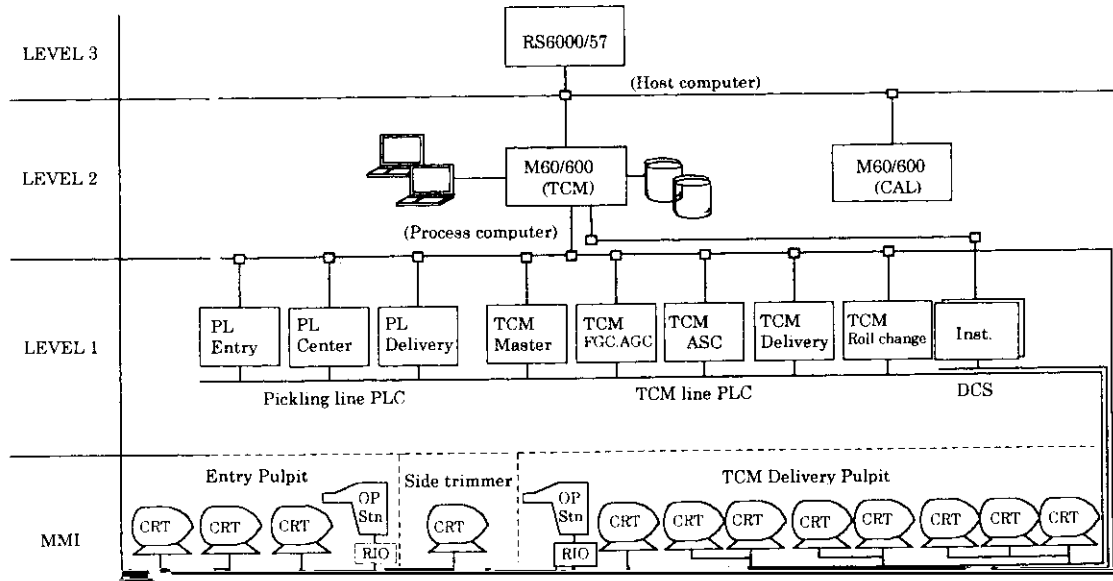 LEVEL 3
RS6000/57
(Host computer)
LEVEL 2
M60/600
(TCM)
M60/600
(CAL)
(Process computer)
LEVEL 1
PL
Entry
PL
Center
PL
Delivery
TCM
Master
TCM
FGC.AGC
TCM
ASC
TCM
Delivery
TCM
Roll change
Inst.
Pickling line PLC
TCM line PLC
DCS
MMI
Entry Pulpit
Side trimmer
TCM Delivery Pulpit
CRT
CRT
CRT
OP
Stn
RIO
CRT
OP
Stn
RIO
CRT
CRT
CRT
CRT
CRT
CRT
CRT
CRT